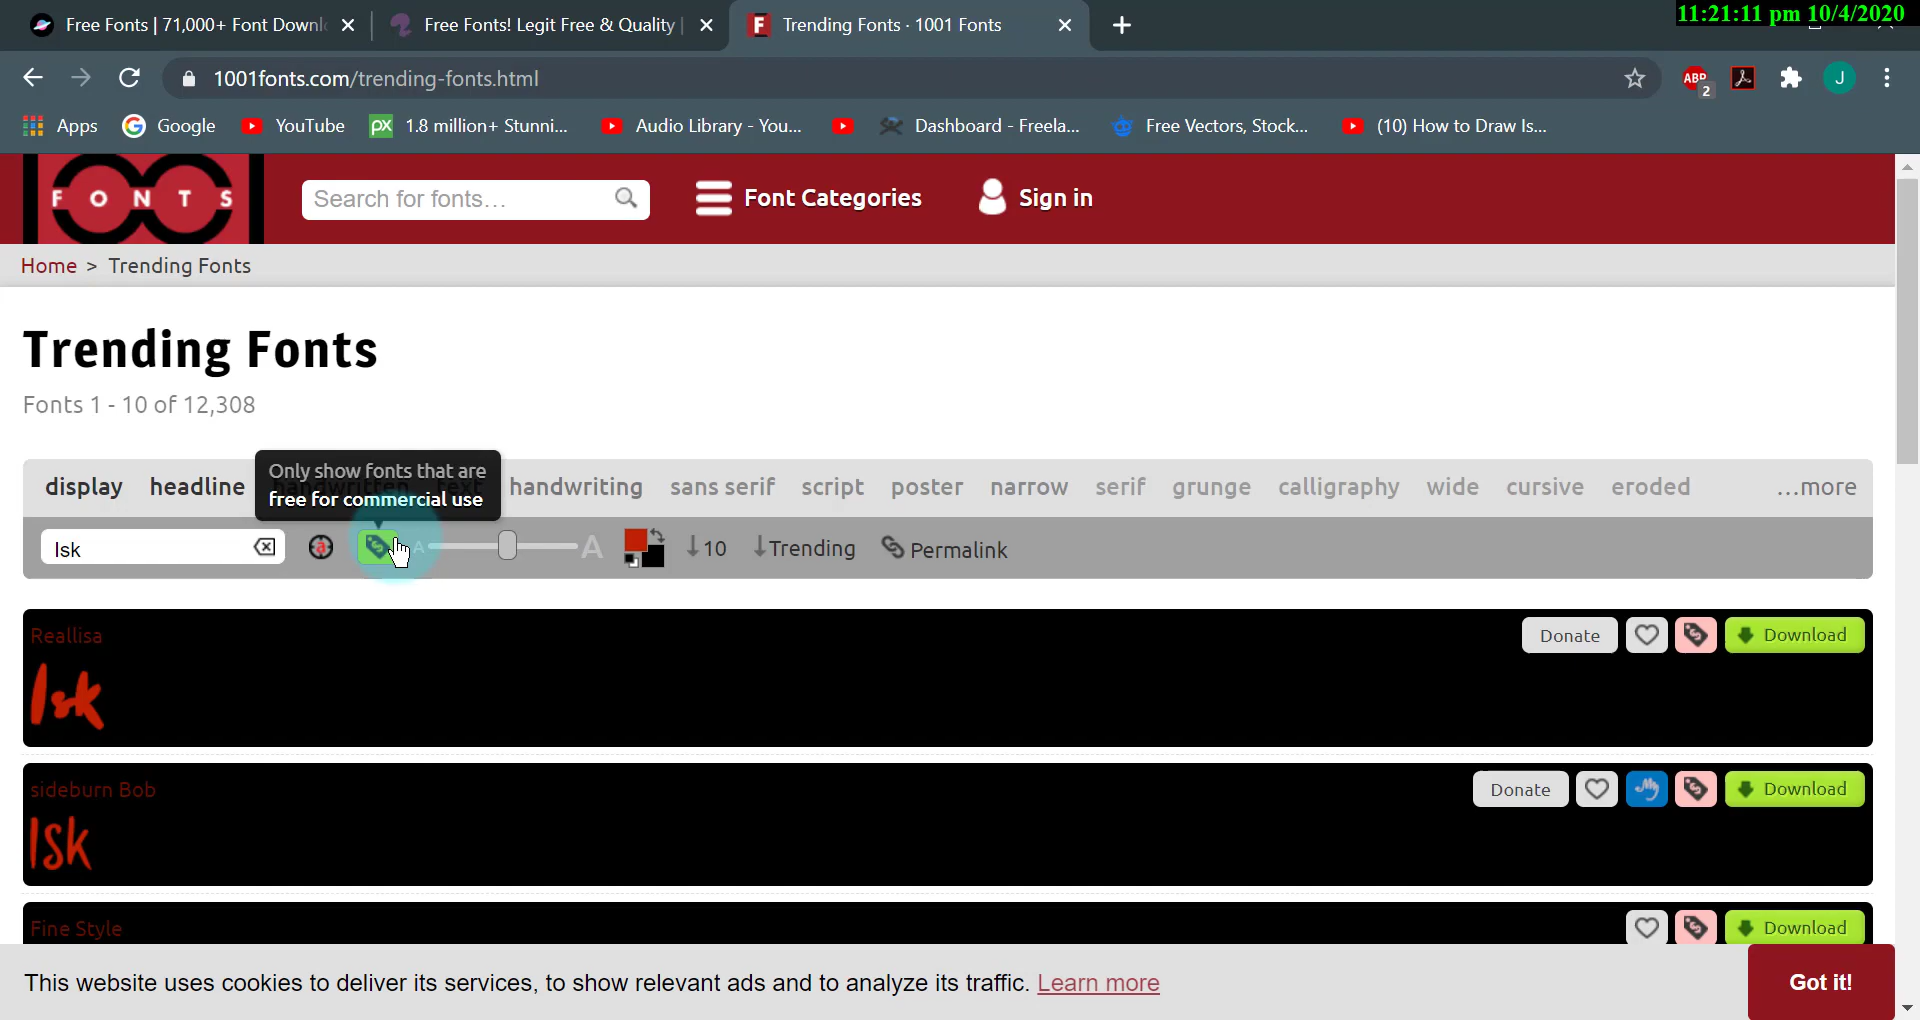 11:21:11 pm 10/4/2020
Free Fonts | 71,000+ Font Downl
Free Fonts! Legit Free & Quality |
F Trending Fonts · 1001 Fonts
1001fonts.com/trending-fonts.html
ABP 2
J
Apps
Google
YouTube
px 1.8 million+ Stunni...
Audio Library - You...
Dashboard - Freela...
Free Vectors, Stock...
(10) How to Draw Is...
FONTS
Search for fonts...
Font Categories
Sign in
Home > Trending Fonts
Trending Fonts
Fonts 1 - 10 of 12,308
Only show fonts that are
free for commercial use
display headline handwritten text handwriting sans serif script poster narrow serif grunge calligraphy wide cursive eroded ...more
Isk a A A 10 Trending Permalink
Reallisa
Donate Download
Isk
sideburn Bob
Donate Download
Isk
Fine Style
Download
This website uses cookies to deliver its services, to show relevant ads and to analyze its traffic. Learn more
Got it!